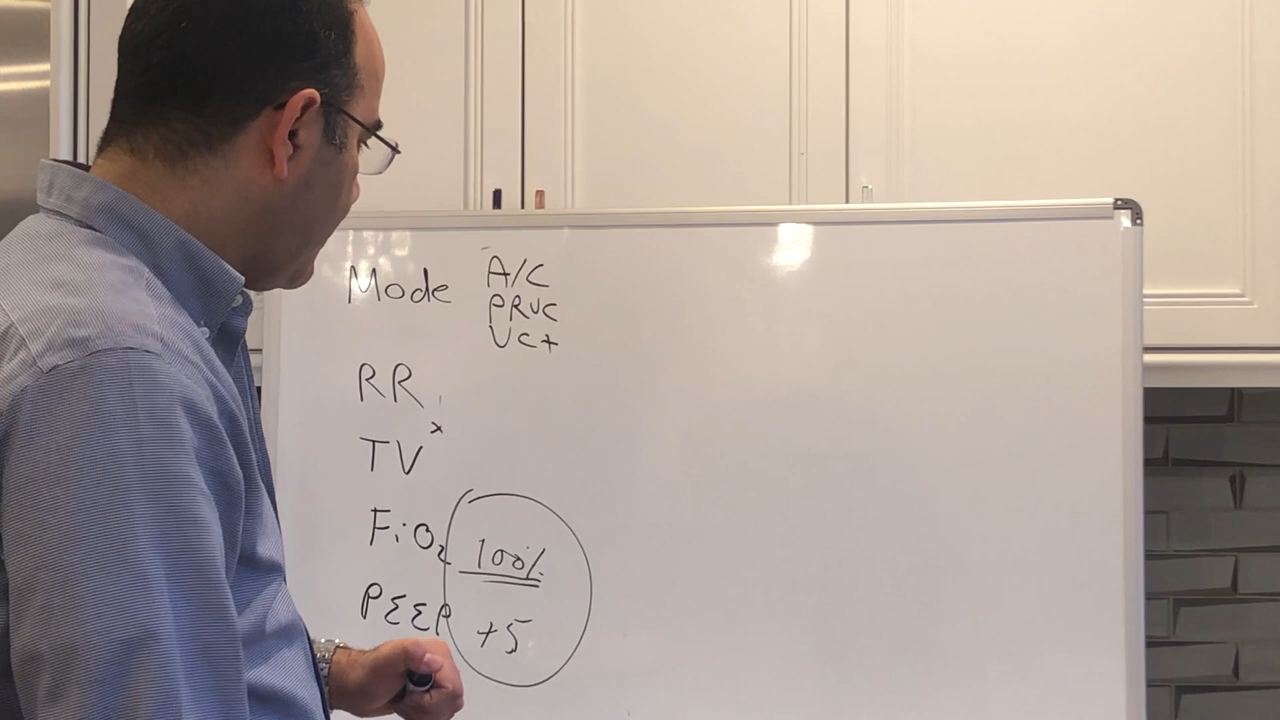 Mode A/C
PRVC
VC+
RR
TV x
FiO2 100%
PEEP +5